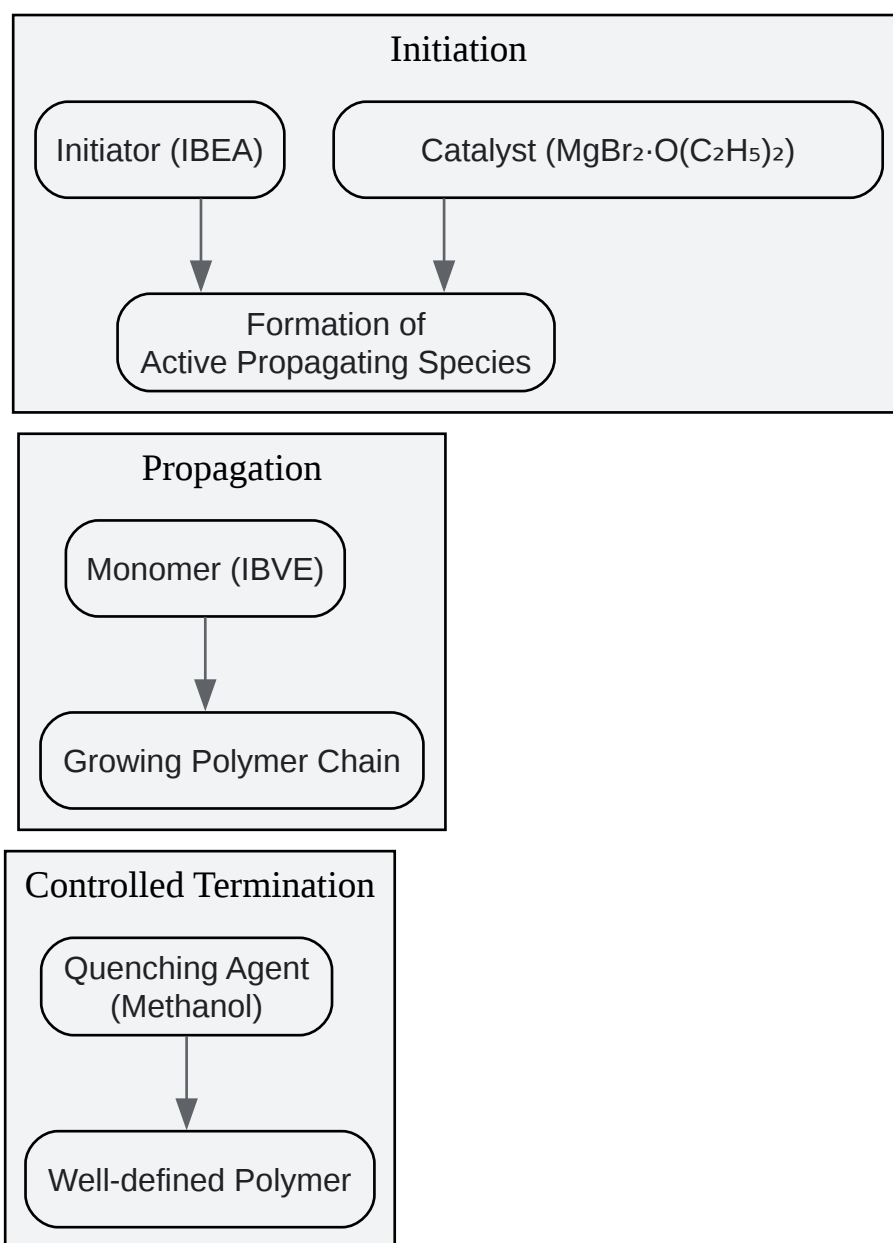 Initiation
Initiator (IBEA)
Catalyst (MgBr₂·O(C₂H₅)₂)
Formation of
Active Propagating Species
Propagation
Monomer (IBVE)
Growing Polymer Chain
Controlled Termination
Quenching Agent
(Methanol)
Well-defined Polymer